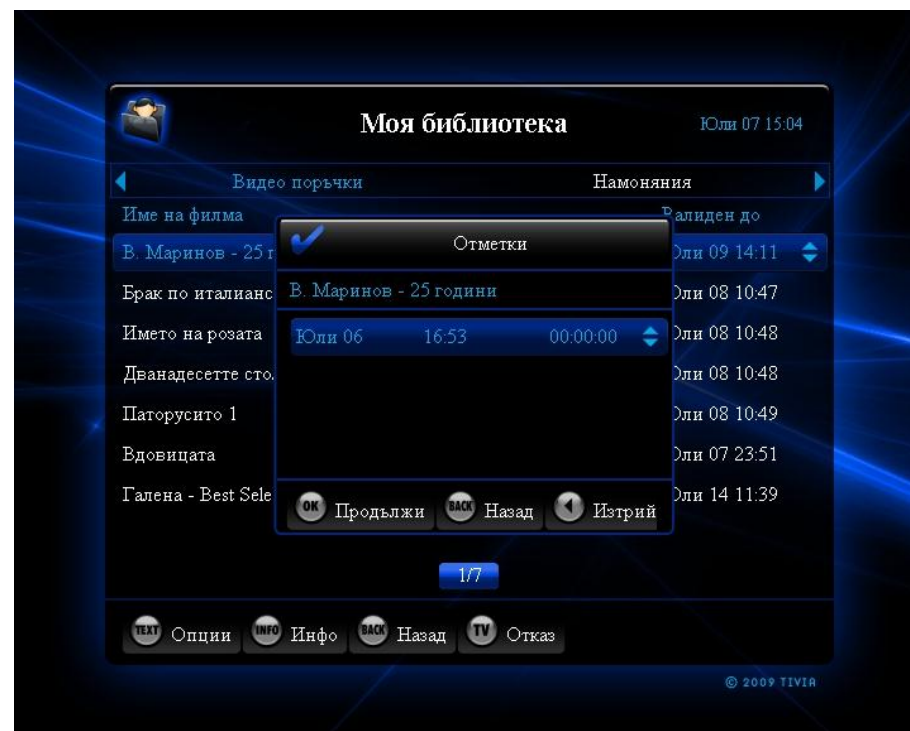 Моя библиотека
Юли 07 15:04
Видео поръчки
Намоняния
Име на филма
Валиден до
В. Маринов - 25
Юли 09 14:11
Брак по
Юли 08 10:47
Името на розата
Юли 08 10:48
Дванадесетте
Юли 08 10:48
Паторусито 1
Юли 08 10:49
Вдовицата
Юли 07 23:51
Галена - Best
Юли 14 11:39
Отметки
В. Маринов - 25 години
Юли 06 16:53 00:00:00
OK Продължи BACK Назад Изтрий
1/7
TEXT Опции INFO Инфо BACK Назад TV Отказ
© 2009 TIVIA